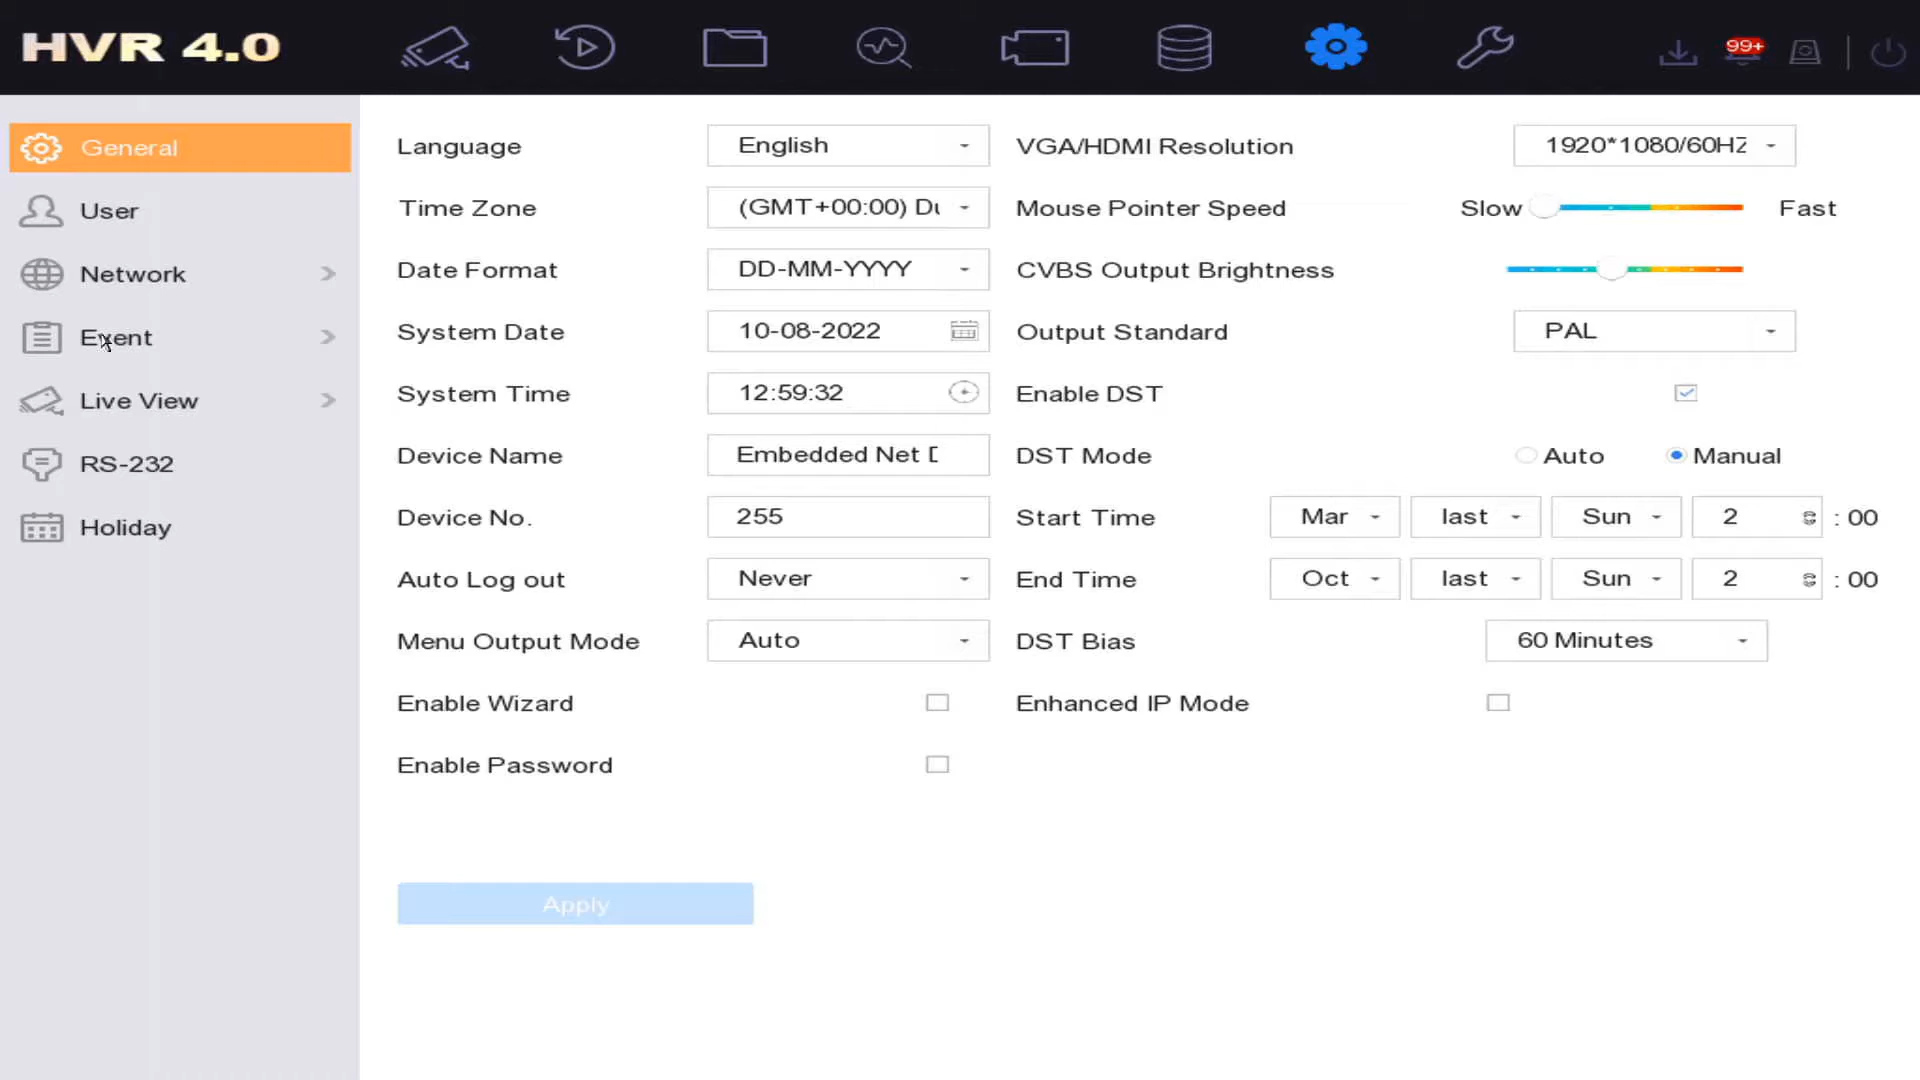 HVR 4.0
99+
General
User
Network
Event
Live View
RS-232
Holiday
Language English
Time Zone (GMT+00:00) Du
Date Format DD-MM-YYYY
System Date 10-08-2022
System Time 12:59:32
Device Name Embedded Net D
Device No. 255
Auto Log out Never
Menu Output Mode Auto
Enable Wizard
Enable Password
VGA/HDMI Resolution 1920*1080/60HZ
Mouse Pointer Speed Slow Fast
CVBS Output Brightness
Output Standard PAL
Enable DST
DST Mode Auto Manual
Start Time Mar last Sun 2 : 00
End Time Oct last Sun 2 : 00
DST Bias 60 Minutes
Enhanced IP Mode
Apply